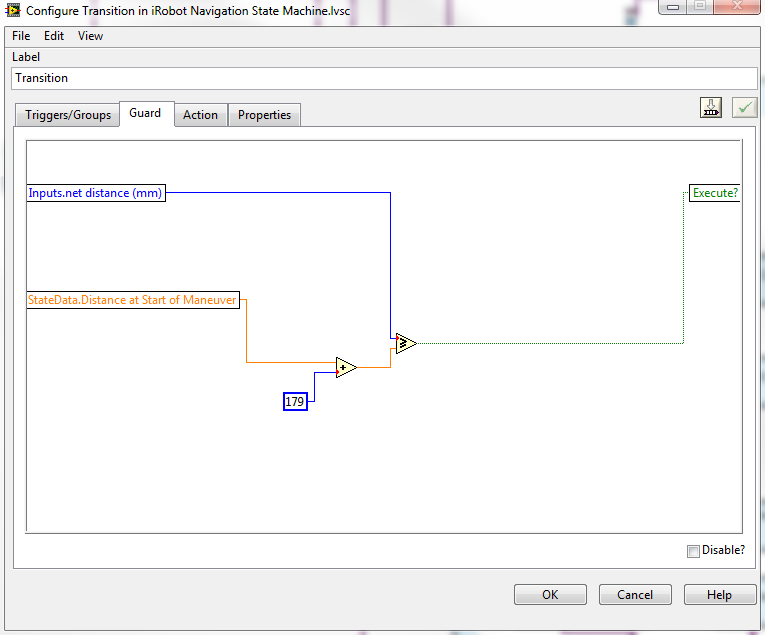 Configure Transition in iRobot Navigation State Machine.lvsc
File Edit View
Label
Transition
Triggers/Groups Guard Action Properties
Inputs.net distance (mm)
Execute?
StateData.Distance at Start of Maneuver
≥
+
179
Disable?
OK Cancel Help